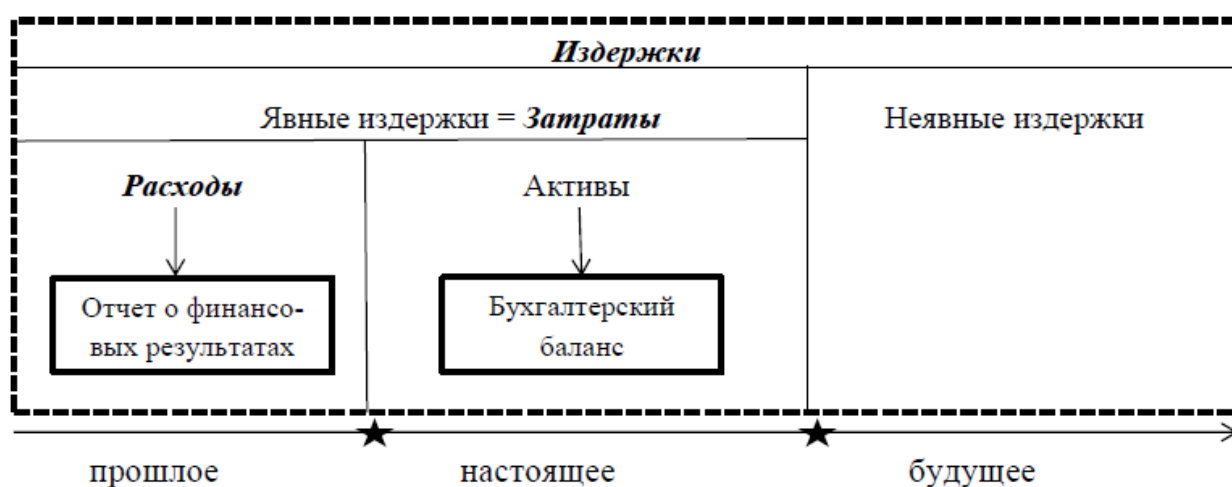 Издержки
Явные издержки = Затраты
Неявные издержки
Расходы
Активы
Отчет о финансо-
вых результатах
Бухгалтерский
баланс
прошлое
настоящее
будущее